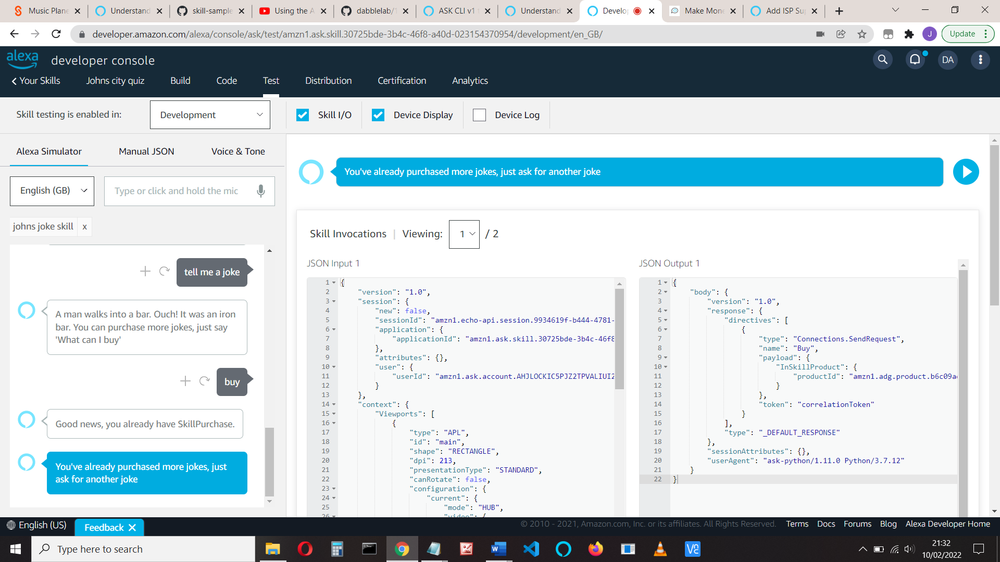 Music Plane
Understand
skill-sample
Using the A
dabblelab/1
ASK CLI v1
Understand
Develop
Make Mone
Add ISP Sup
developer.amazon.com/alexa/console/ask/test/amzn1.ask.skill.30725bde-3b4c-46f8-a40d-023154370954/development/en_GB/
J
Update
alexa developer console
DA
Your Skills
Johns city quiz
Build
Code
Test
Distribution
Certification
Analytics
Skill testing is enabled in:
Development
Skill I/O
Device Display
Device Log
Alexa Simulator
Manual JSON
Voice & Tone
English (GB)
Type or click and hold the mic
johns joke skill x
tell me a joke
A man walks into a bar. Ouch! It was an iron
bar. You can purchase more jokes, just say
'What can I buy'
buy
Good news, you already have SkillPurchase.
You've already purchased more jokes, just
ask for another joke
You've already purchased more jokes, just ask for another joke
Skill Invocations | Viewing: 1 / 2
JSON Input 1
1 {
2 "version": "1.0",
3 "session": {
4 "new": false,
5 "sessionId": "amzn1.echo-api.session.9934619f-b444-4781-
6 "application": {
7 "applicationId": "amzn1.ask.skill.30725bde-3b4c-46f8
8 },
9 "attributes": {},
10 "user": {
11 "userId": "amzn1.ask.account.AHJLOCKIC5PJZ2TPVALIUI2
12 }
13 },
14 "context": {
15 "Viewports": [
16 {
17 "type": "APL",
18 "id": "main",
19 "shape": "RECTANGLE",
20 "dpi": 213,
21 "presentationType": "STANDARD",
22 "canRotate": false,
23 "configuration": {
24 "current": {
25 "mode": "HUB",
26 "video": {
JSON Output 1
1 {
2 "body": {
3 "version": "1.0",
4 "response": {
5 "directives": [
6 {
7 "type": "Connections.SendRequest",
8 "name": "Buy",
9 "payload": {
10 "InSkillProduct": {
11 "productId": "amzn1.adg.product.b6c09a
12 }
13 },
14 "token": "correlationToken"
15 }
16 ],
17 "type": "_DEFAULT_RESPONSE"
18 },
19 "sessionAttributes": {},
20 "userAgent": "ask-python/1.11.0 Python/3.7.12"
21 }
22 }
English (US)
Feedback
© 2010 - 2021, Amazon.com, Inc. or its affiliates. All Rights Reserved.
Terms
Docs
Forums
Blog
Alexa Developer Home
Type here to search
21:32
10/02/2022